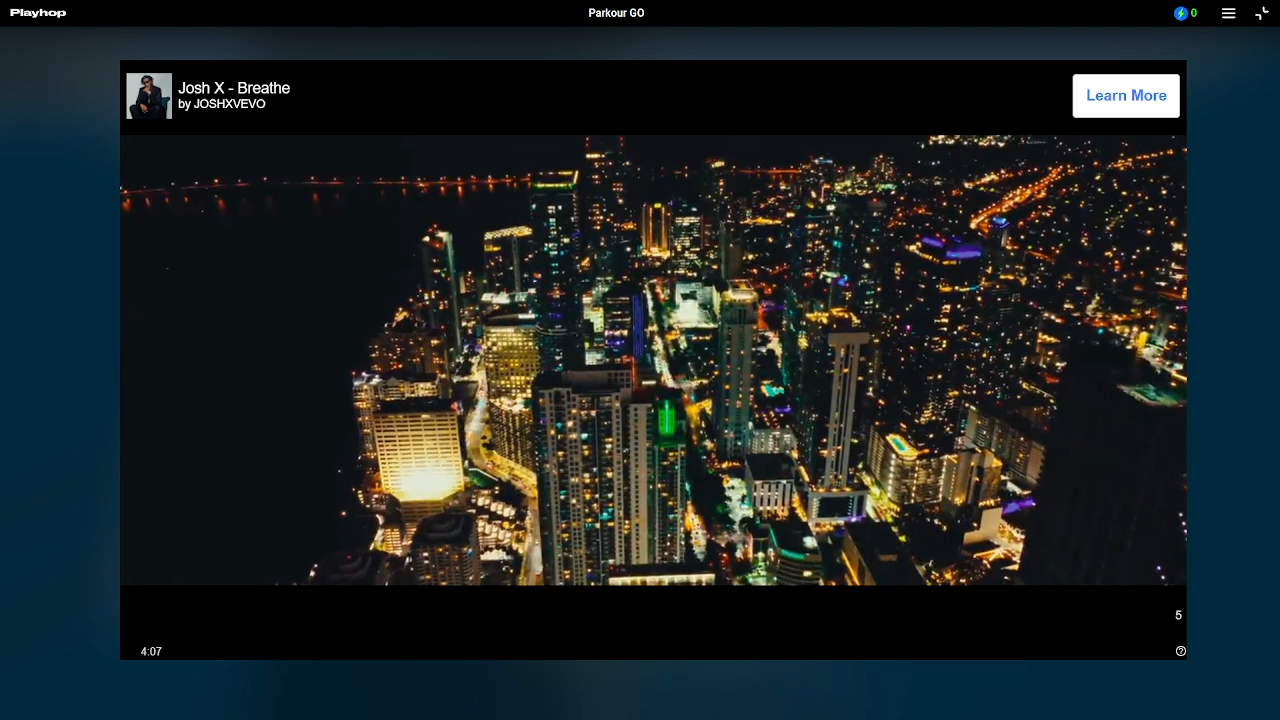 Playhop
Parkour GO
0
Josh X - Breathe
by JOSHXVEVO
Learn More
5
4:07